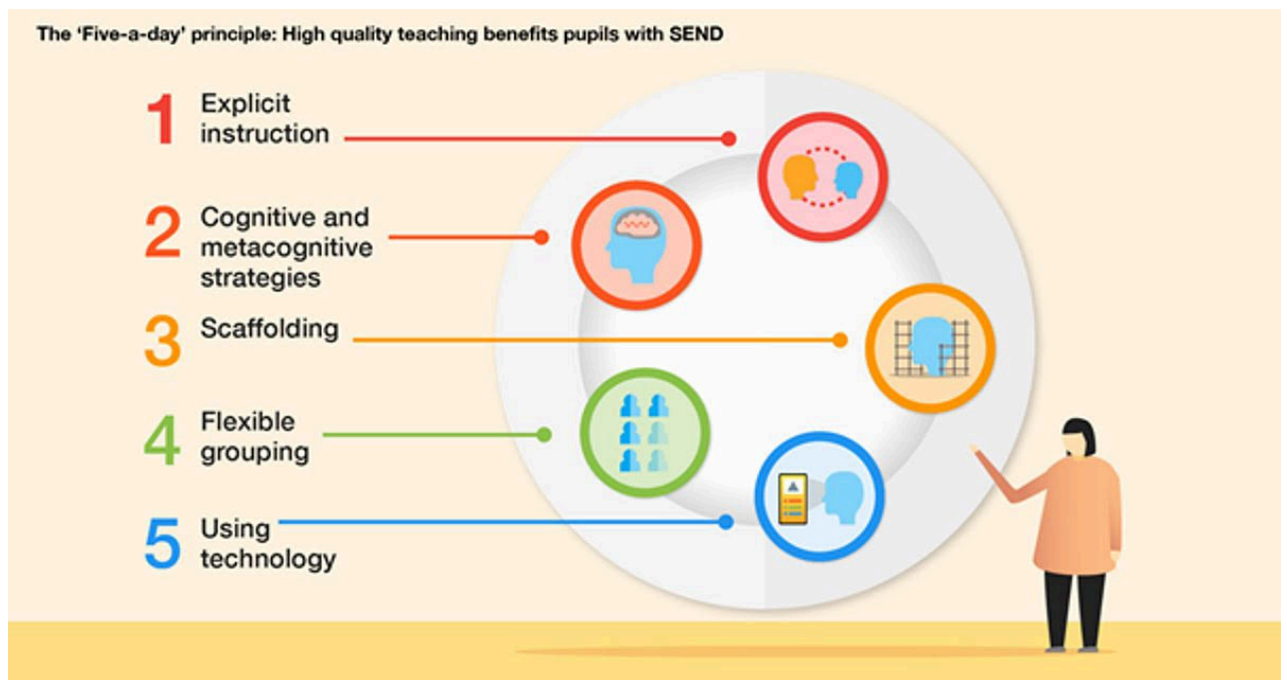 The ‘Five-a-day’ principle: High quality teaching benefits pupils with SEND
1 Explicit
instruction
2 Cognitive and
metacognitive
strategies
3 Scaffolding
4 Flexible
grouping
5 Using
technology